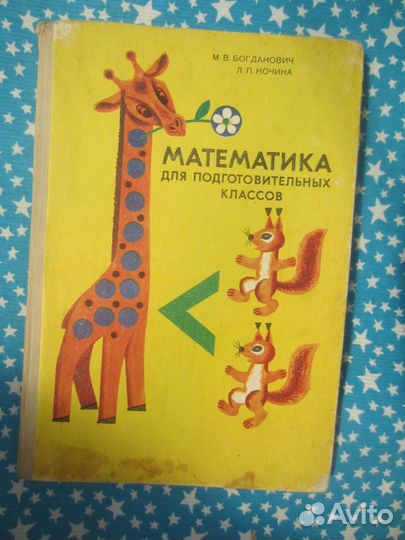 М. В. БОГДАНОВИЧ,
Л. П. КОЧИНА
МАТЕМАТИКА
ДЛЯ ПОДГОТОВИТЕЛЬНЫХ
КЛАССОВ
<
Avito